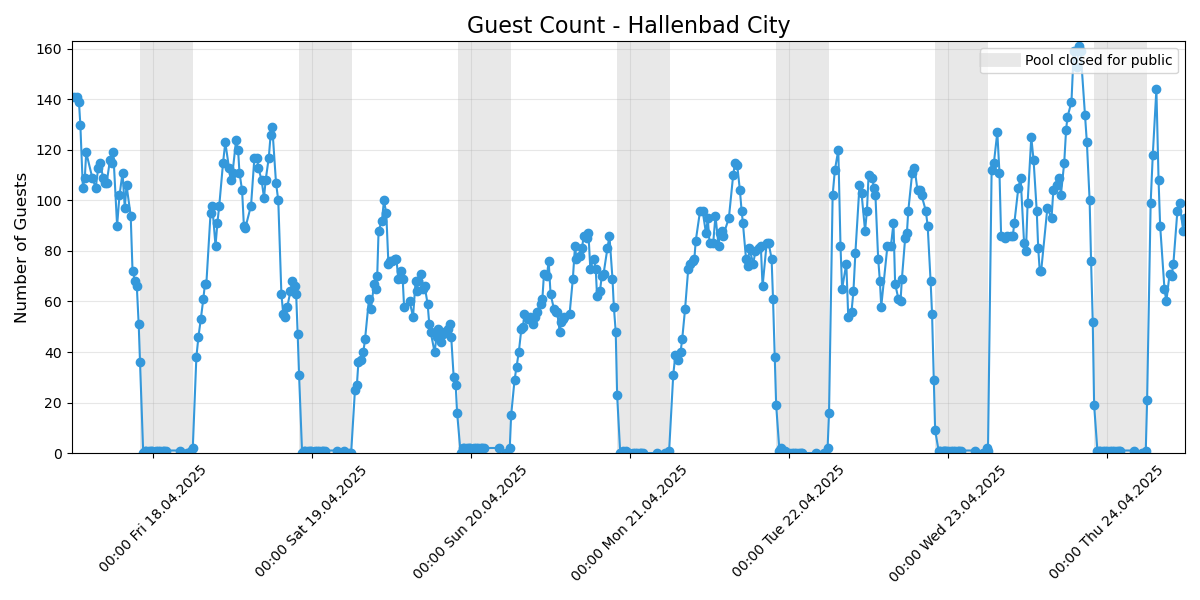 Guest Count - Hallenbad City
Number of Guests
160
140
120
100
80
60
40
20
0
Pool closed for public
00:00 Fri 18.04.2025
00:00 Sat 19.04.2025
00:00 Sun 20.04.2025
00:00 Mon 21.04.2025
00:00 Tue 22.04.2025
00:00 Wed 23.04.2025
00:00 Thu 24.04.2025